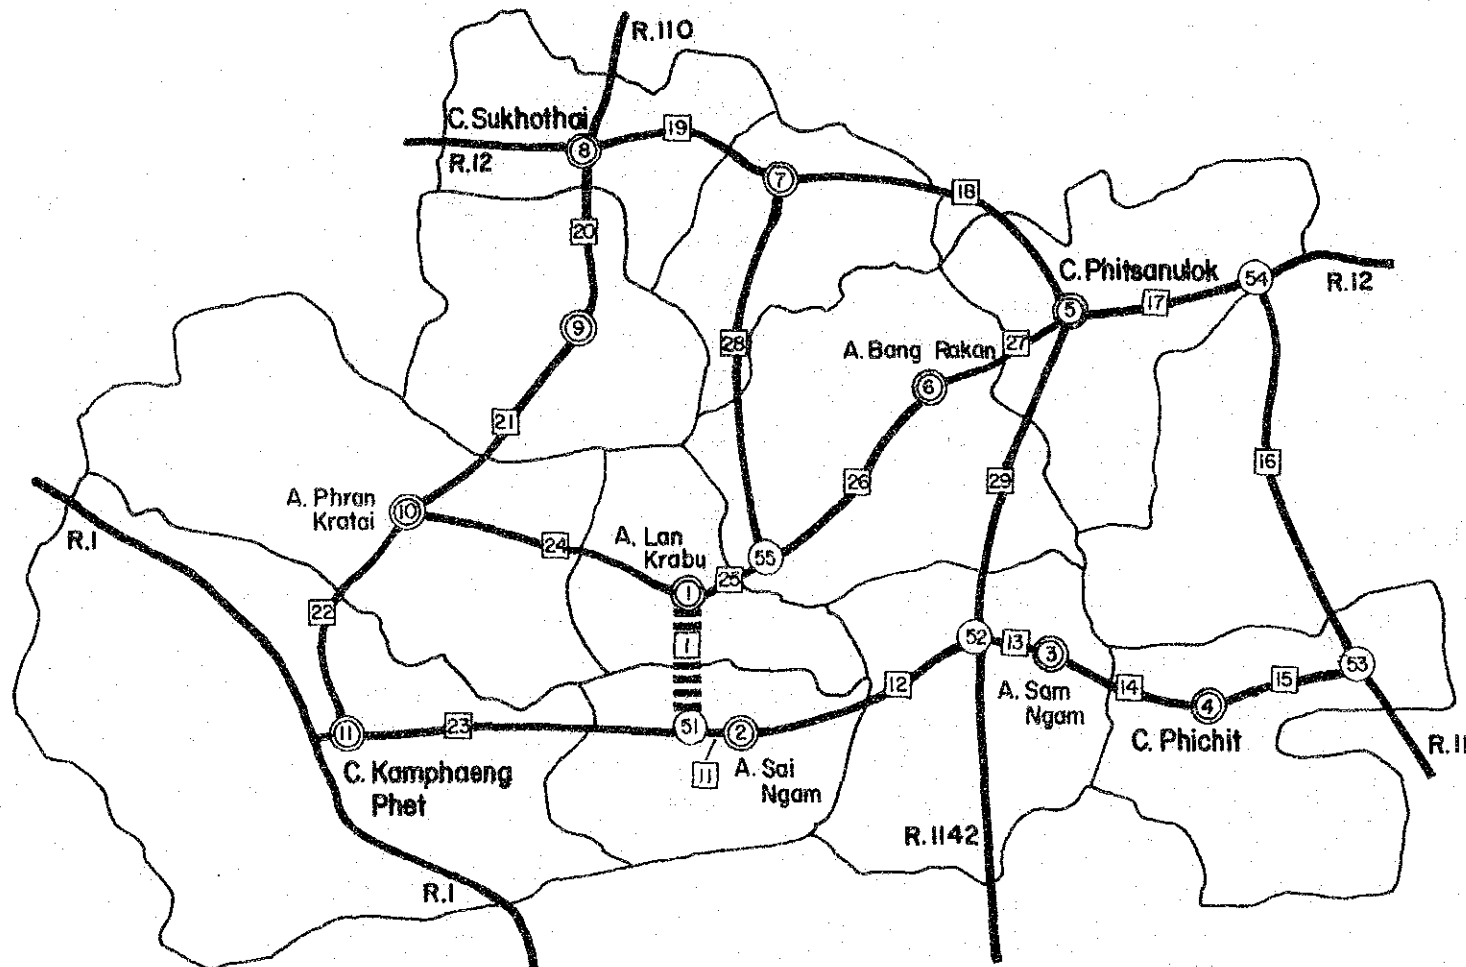 R.110
C. Sukhothai
19
8
R.12
7
18
20
C. Phitsanulok
54
R.12
17
5
9
28
27
A. Bang Rakan
6
21
16
26
29
A. Phran
Kratai
10
R.1
24
A. Lan
Krabu
55
25
1
22
1
52
13
3
53
12
A. Sam
Ngam
14
15
4
11
23
51
2
C. Phichit
R.11
C. Kamphaeng
Phet
11
A. Sai
Ngam
R.1142
R.1